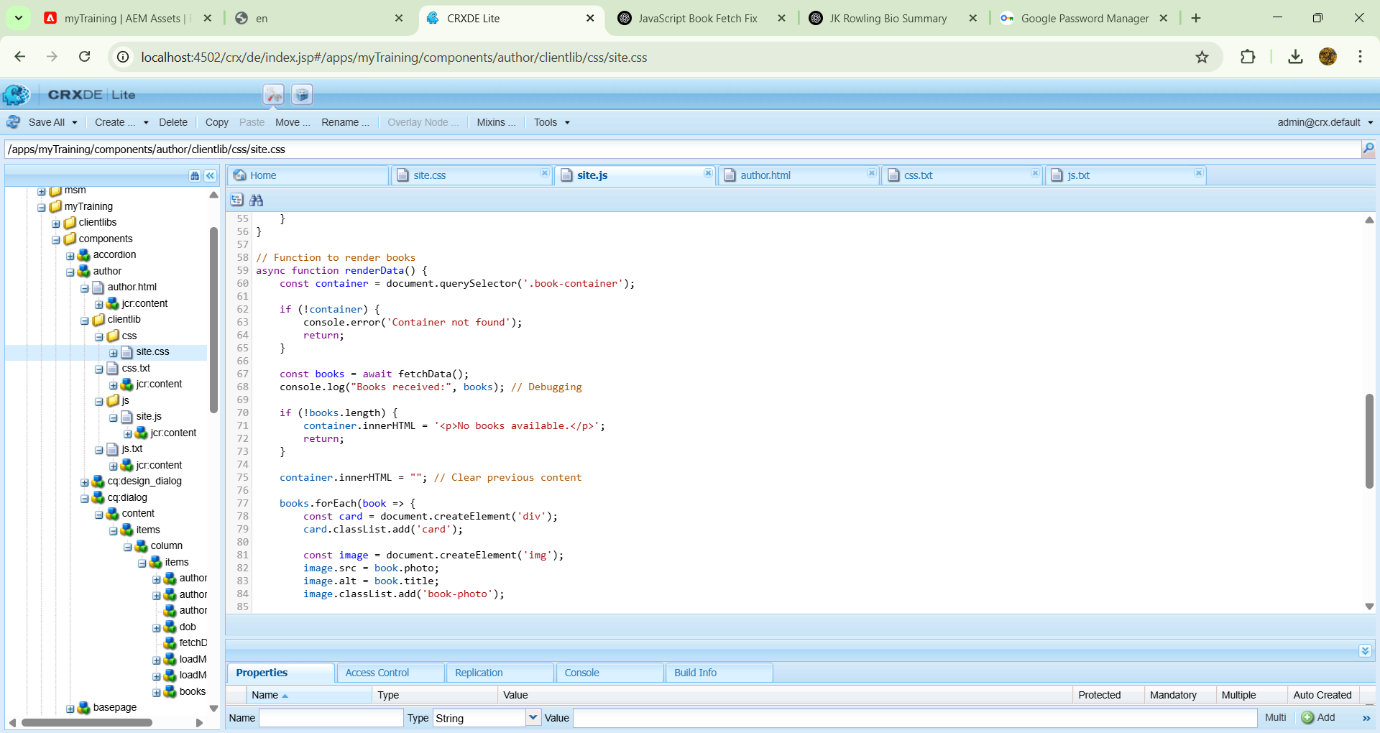 myTraining | AEM Assets |
en
CRXDE Lite
JavaScript Book Fetch Fix
JK Rowling Bio Summary
Google Password Manager
localhost:4502/crx/de/index.jsp#/apps/myTraining/components/author/clientlib/css/site.css
CRXDE | Lite
Save All
Create ...
Delete
Copy
Paste
Move ...
Rename ...
Overlay Node ...
Mixins ...
Tools
admin@crx.default
/apps/myTraining/components/author/clientlib/css/site.css
msm
myTraining
clientlibs
components
accordion
author
author.html
jcr:content
clientlib
css
site.css
css.txt
jcr:content
js
site.js
jcr:content
js.txt
jcr:content
cq:design_dialog
cq:dialog
content
items
column
items
author
author
author
dob
fetchD
loadM
loadM
books
basepage
Home
site.css
site.js
author.html
css.txt
js.txt
55     }
56 }
57
58 // Function to render books
59 async function renderData() {
60     const container = document.querySelector('.book-container');
61
62     if (!container) {
63         console.error('Container not found');
64         return;
65     }
66
67     const books = await fetchData();
68     console.log("Books received:", books); // Debugging
69
70     if (!books.length) {
71         container.innerHTML = '<p>No books available.</p>';
72         return;
73     }
74
75     container.innerHTML = ""; // Clear previous content
76
77     books.forEach(book => {
78         const card = document.createElement('div');
79         card.classList.add('card');
80
81         const image = document.createElement('img');
82         image.src = book.photo;
83         image.alt = book.title;
84         image.classList.add('book-photo');
85
Properties
Access Control
Replication
Console
Build Info
Name
Type
Value
Protected
Mandatory
Multiple
Auto Created
Name
Type
String
Value
Multi
Add